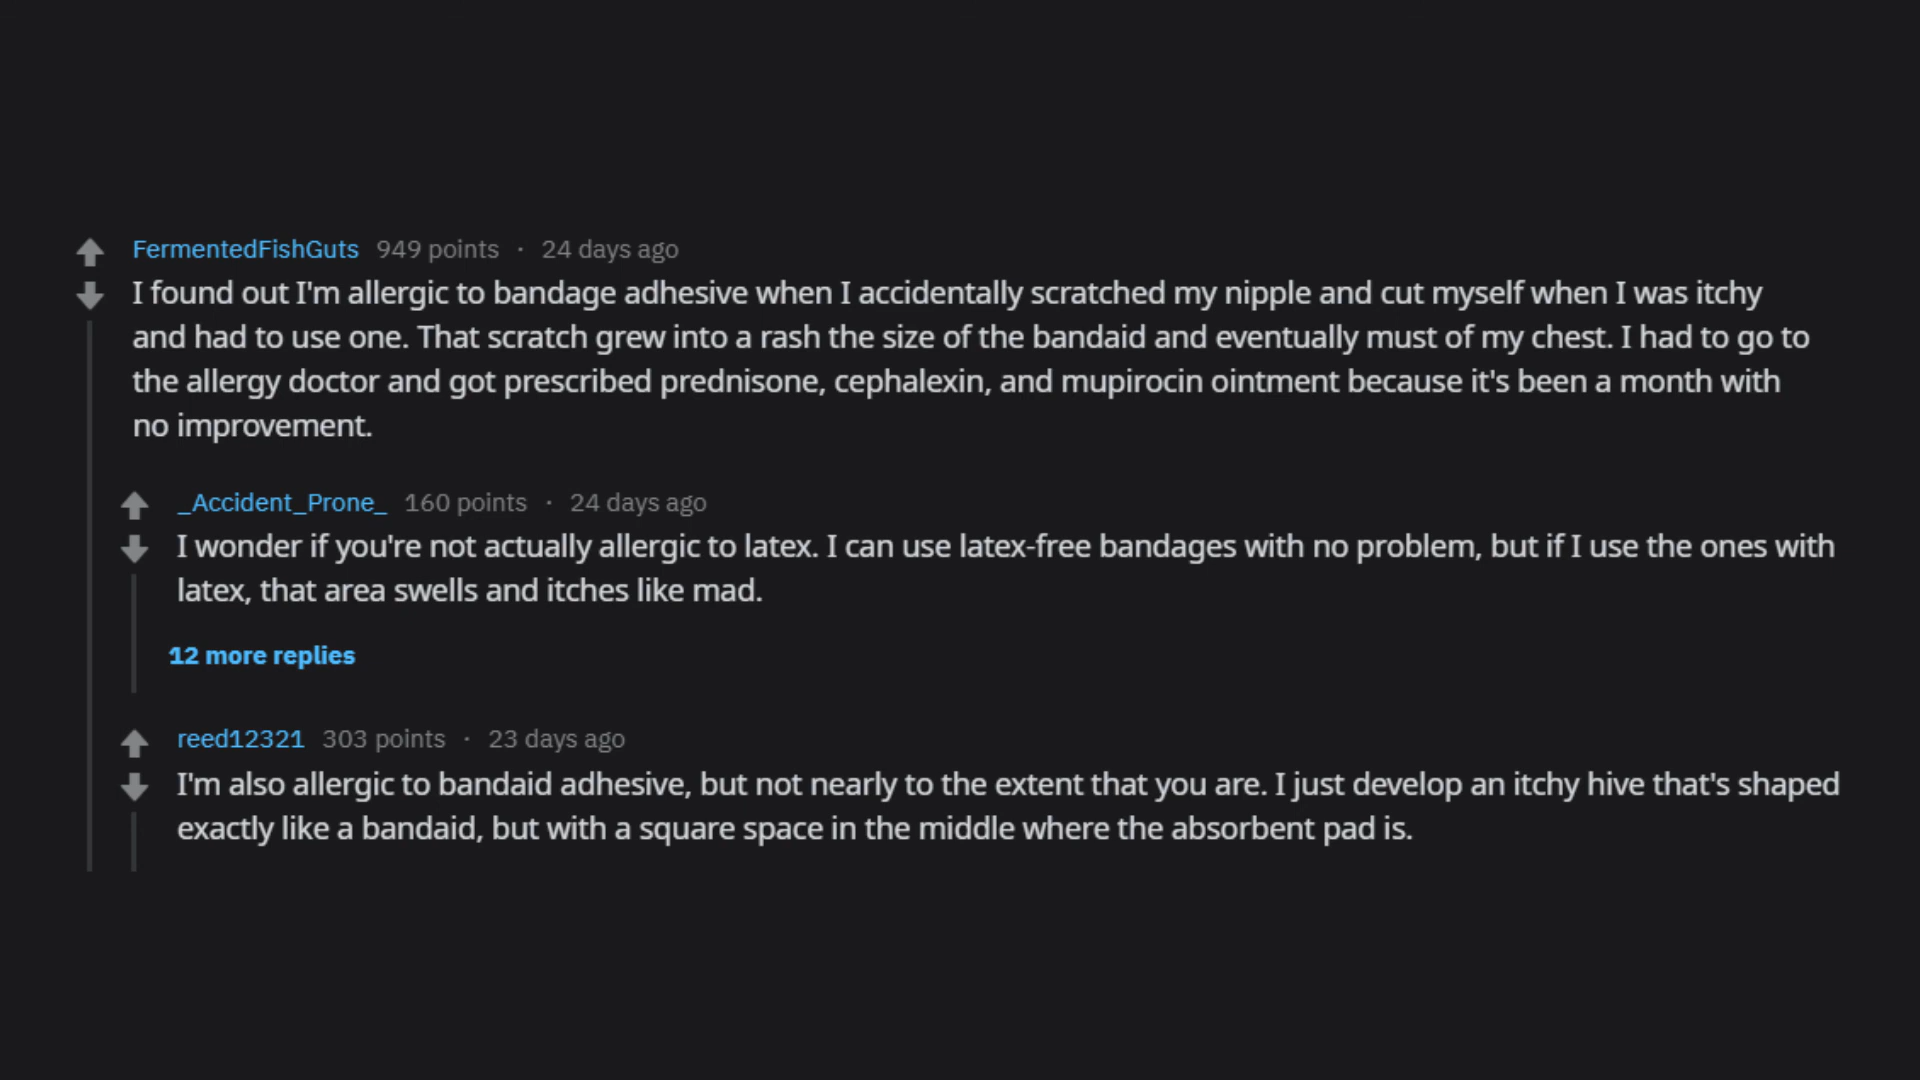 FermentedFishGuts 949 points · 24 days ago
I found out I'm allergic to bandage adhesive when I accidentally scratched my nipple and cut myself when I was itchy
and had to use one. That scratch grew into a rash the size of the bandaid and eventually must of my chest. I had to go to
the allergy doctor and got prescribed prednisone, cephalexin, and mupirocin ointment because it's been a month with
no improvement.
_Accident_Prone_ 160 points · 24 days ago
I wonder if you're not actually allergic to latex. I can use latex-free bandages with no problem, but if I use the ones with
latex, that area swells and itches like mad.
12 more replies
reed12321 303 points · 23 days ago
I'm also allergic to bandaid adhesive, but not nearly to the extent that you are. I just develop an itchy hive that's shaped
exactly like a bandaid, but with a square space in the middle where the absorbent pad is.